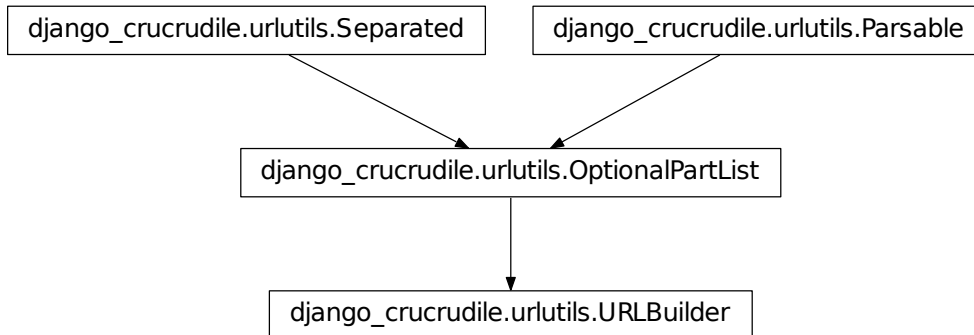 django_crucrudile.urlutils.Separated
django_crucrudile.urlutils.Parsable
django_crucrudile.urlutils.OptionalPartList
django_crucrudile.urlutils.URLBuilder